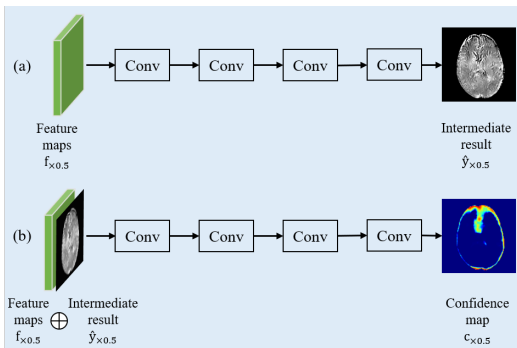 (a)
Conv Conv Conv Conv
Feature
maps
f×0.5
Intermediate
result
ŷ×0.5
(b)
Conv Conv Conv Conv
Feature
maps
f×0.5
⊕
Intermediate
result
ŷ×0.5
Confidence
map
c×0.5